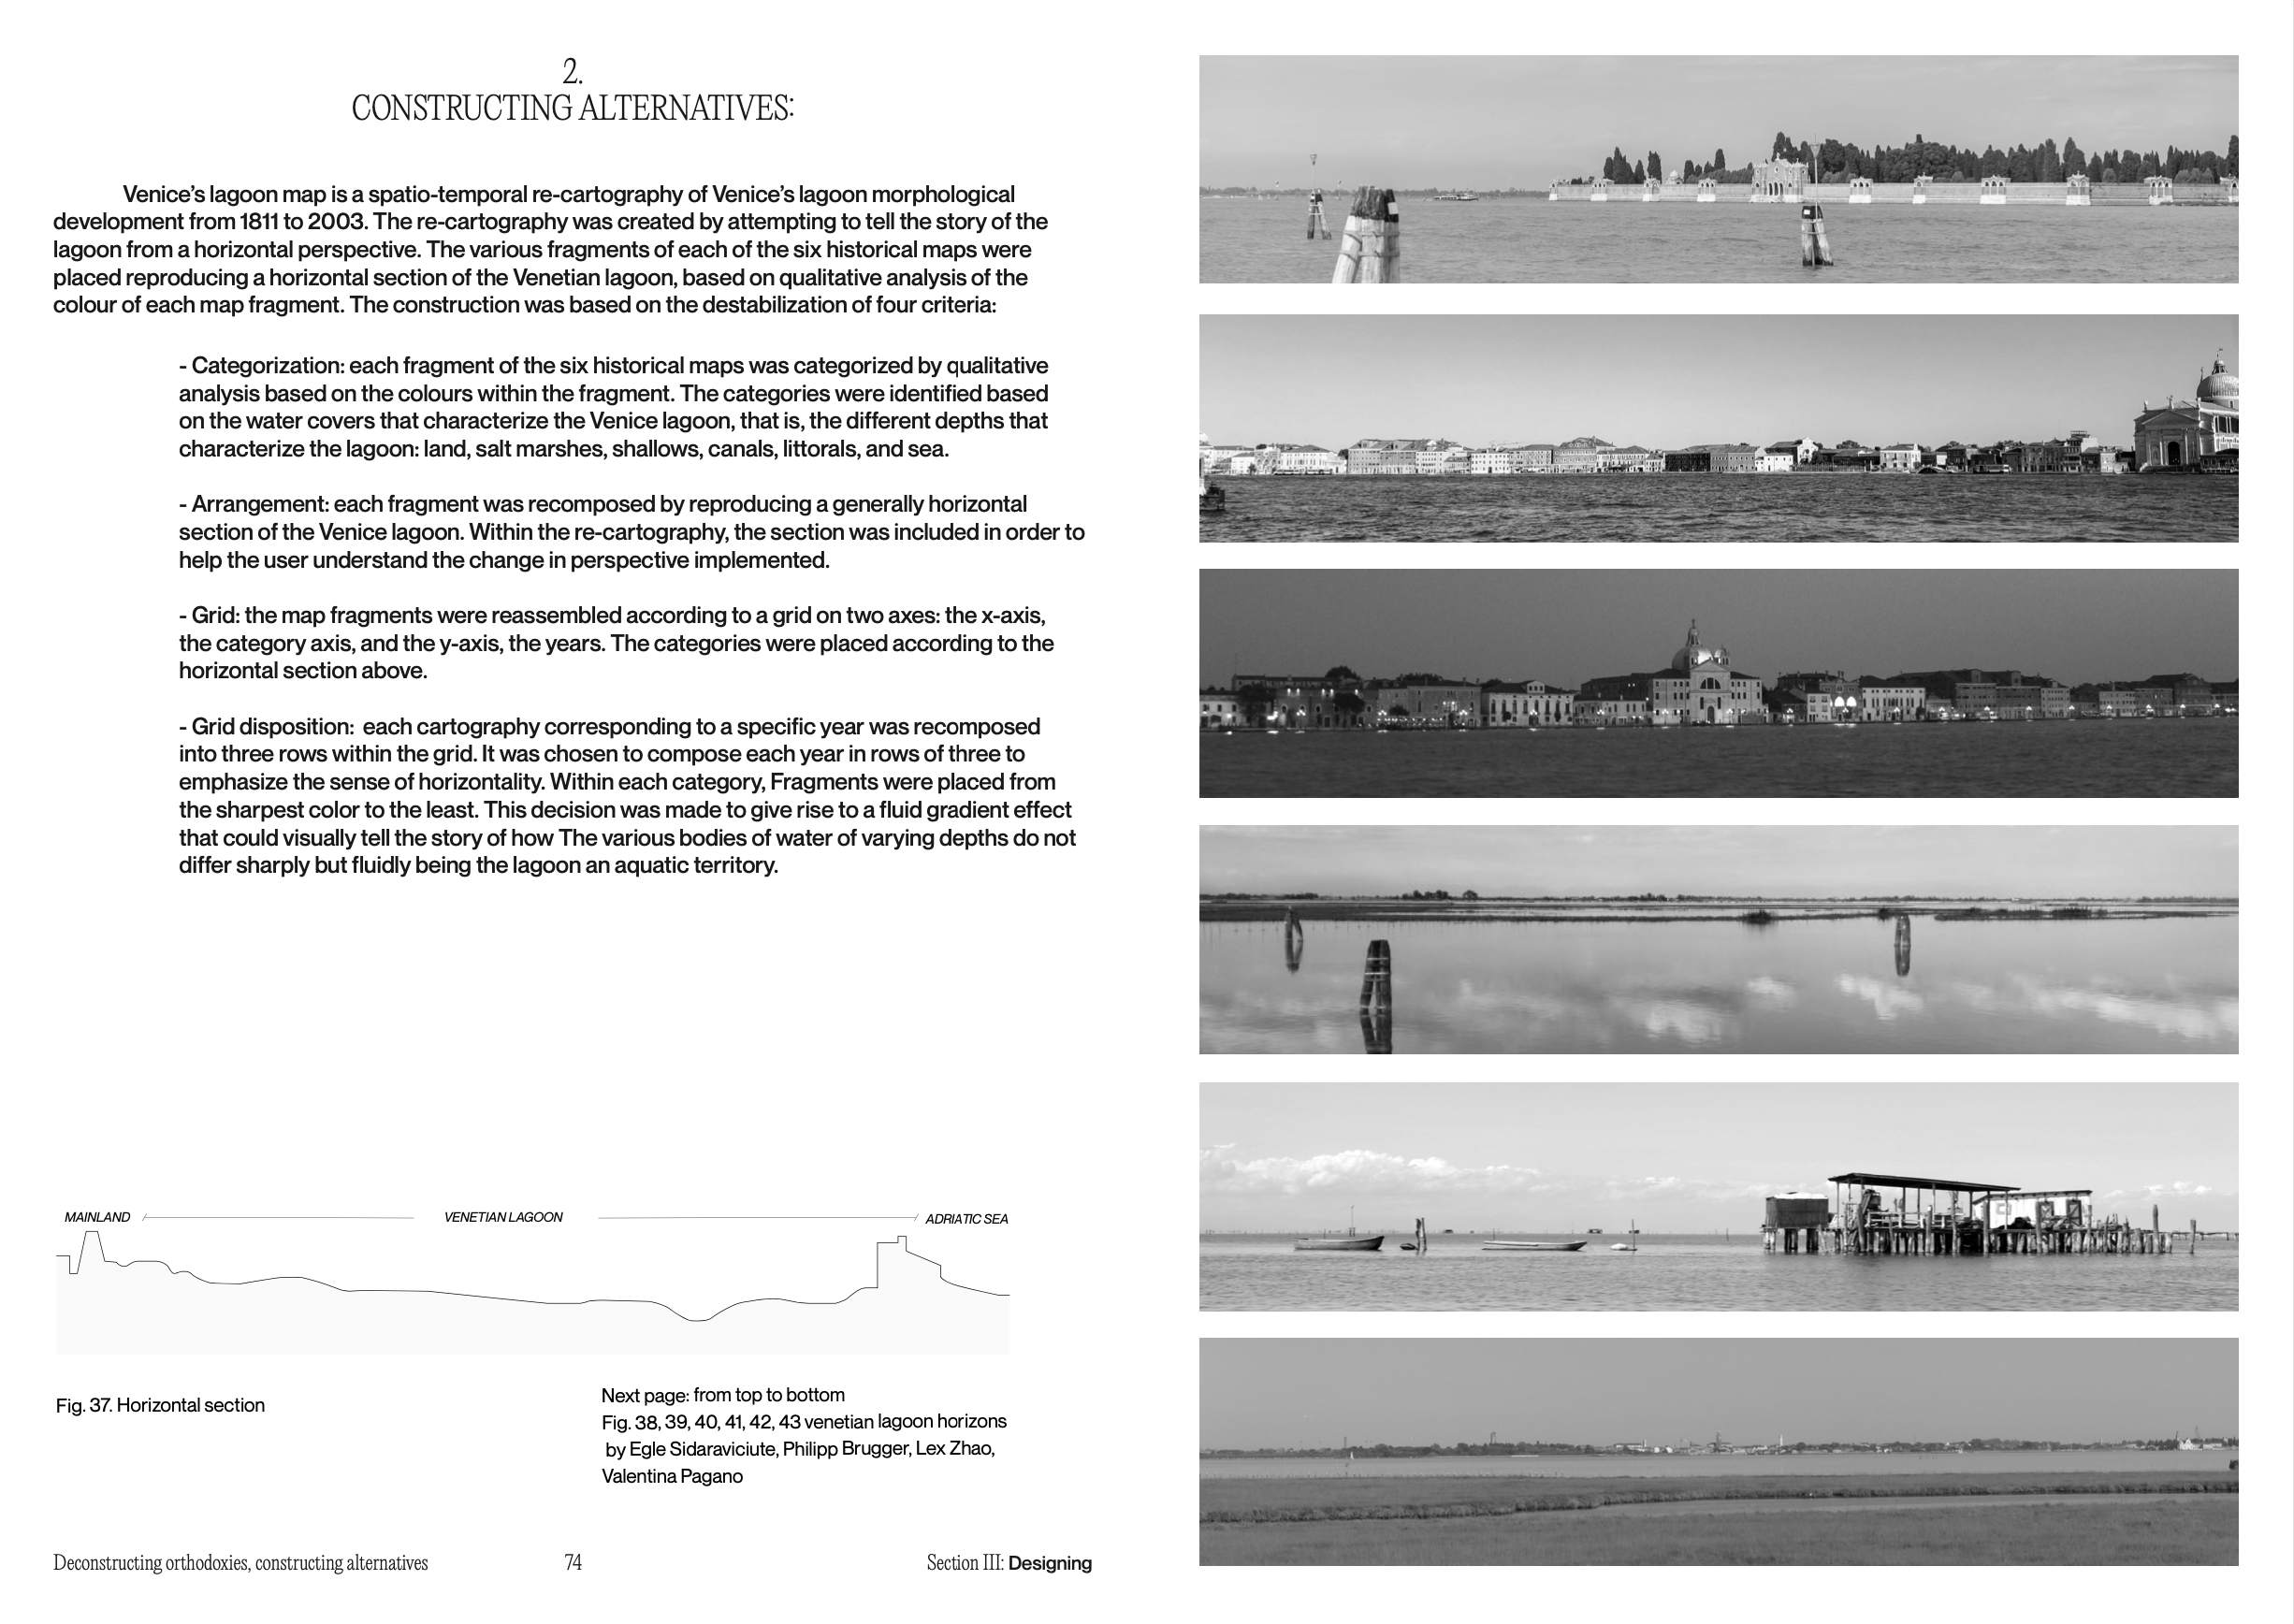 2.
CONSTRUCTING ALTERNATIVES:
Venice’s lagoon map is a spatio-temporal re-cartography of Venice’s lagoon morphological
development from 1811 to 2003. The re-cartography was created by attempting to tell the story of the
lagoon from a horizontal perspective. The various fragments of each of the six historical maps were
placed reproducing a horizontal section of the Venetian lagoon, based on qualitative analysis of the
colour of each map fragment. The construction was based on the destabilization of four criteria:
- Categorization: each fragment of the six historical maps was categorized by qualitative
analysis based on the colours within the fragment. The categories were identified based
on the water covers that characterize the Venice lagoon, that is, the different depths that
characterize the lagoon: land, salt marshes, shallows, canals, littorals, and sea.
- Arrangement: each fragment was recomposed by reproducing a generally horizontal
section of the Venice lagoon. Within the re-cartography, the section was included in order to
help the user understand the change in perspective implemented.
- Grid: the map fragments were reassembled according to a grid on two axes: the x-axis,
the category axis, and the y-axis, the years. The categories were placed according to the
horizontal section above.
- Grid disposition:  each cartography corresponding to a specific year was recomposed
into three rows within the grid. It was chosen to compose each year in rows of three to
emphasize the sense of horizontality. Within each category, Fragments were placed from
the sharpest color to the least. This decision was made to give rise to a fluid gradient effect
that could visually tell the story of how The various bodies of water of varying depths do not
differ sharply but fluidly being the lagoon an aquatic territory.
MAINLAND
VENETIAN LAGOON
ADRIATIC SEA
Fig. 37. Horizontal section
Next page: from top to bottom
Fig. 38, 39, 40, 41, 42, 43 venetian lagoon horizons
by Egle Sidaraviciute, Philipp Brugger, Lex Zhao,
Valentina Pagano
Deconstructing orthodoxies, constructing alternatives
74
Section III: Designing